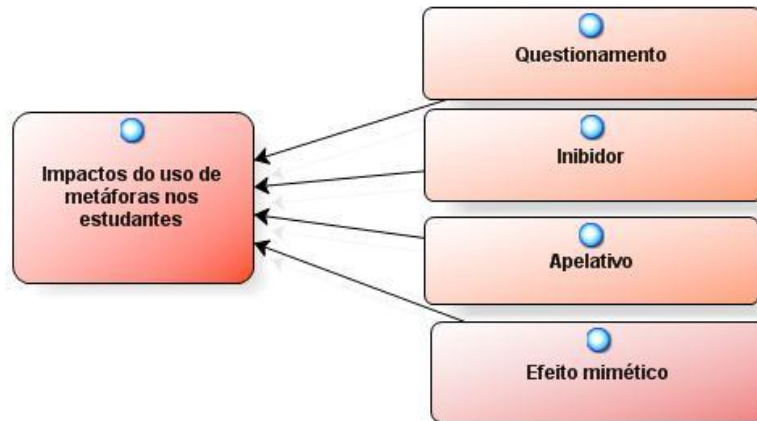 Questionamento
Inibidor
Impactos do uso de
metáforas nos
estudantes
Apelativo
Efeito mimético